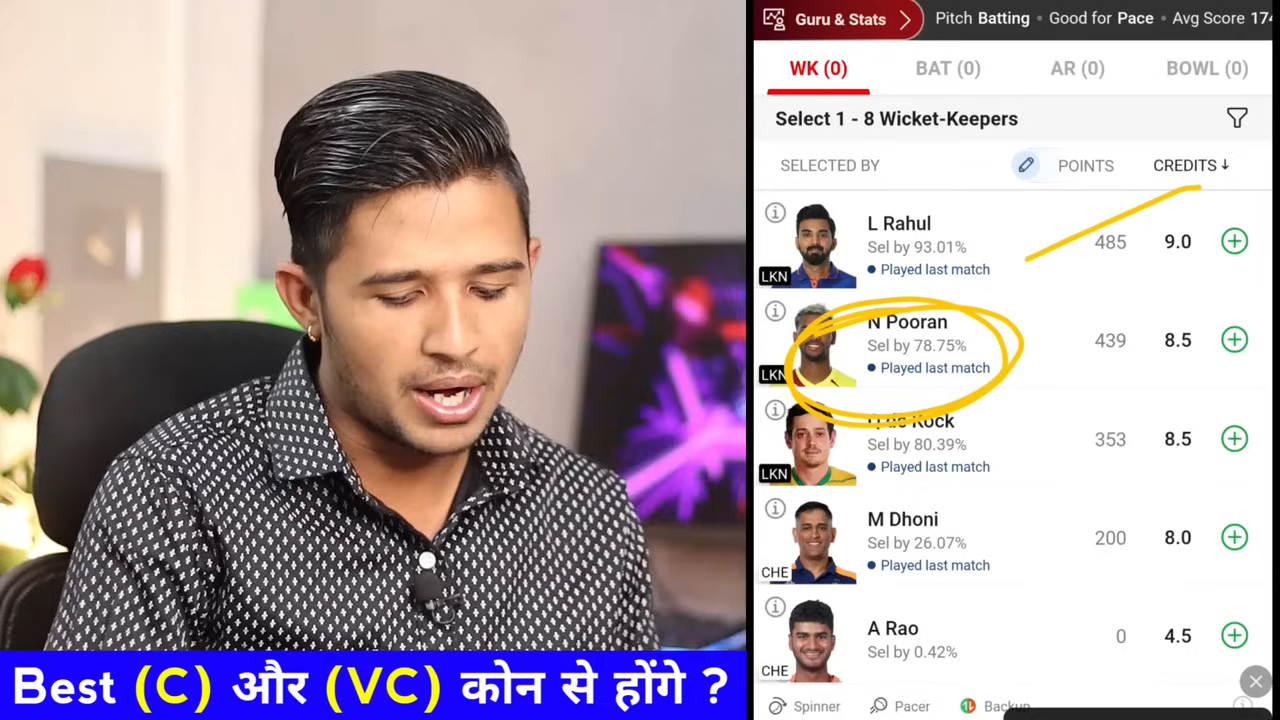 Guru & Stats
Pitch Batting • Good for Pace • Avg Score 174
WK (0) BAT (0) AR (0) BOWL (0)
Select 1 - 8 Wicket-Keepers
SELECTED BY POINTS CREDITS ↓
L Rahul
Sel by 93.01% 485 9.0
LKN • Played last match
N Pooran
Sel by 78.75% 439 8.5
LKN • Played last match
Kock
Sel by 80.39% 353 8.5
LKN • Played last match
M Dhoni
Sel by 26.07% 200 8.0
CHE • Played last match
A Rao
Sel by 0.42% 0 4.5
CHE
Spinner Pacer Backup
Best (C) और (VC) कोन से होंगे ?